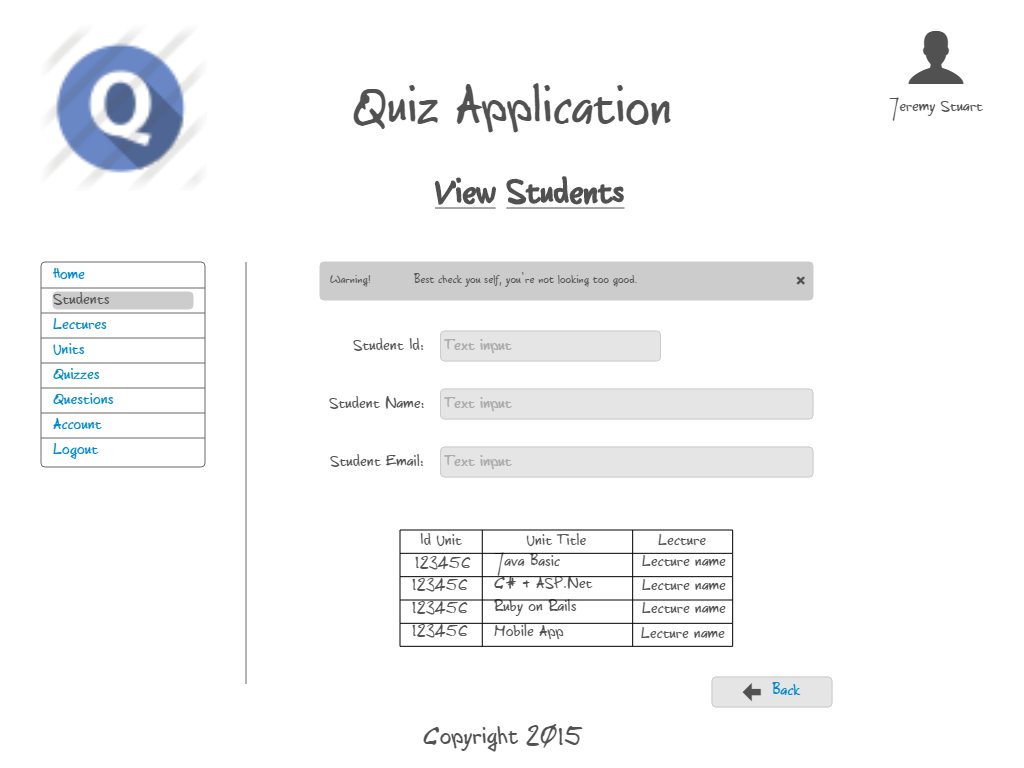 Q
Jeremy Stuart
Quiz Application
View Students
Home
Students
Lectures
Units
Quizzes
Questions
Account
Logout
Warning! Best check you self, you're not looking too good.
Student Id: Text input
Student Name: Text input
Student Email: Text input
Id Unit Unit Title Lecture
123456 Java Basic Lecture name
123456 C# + ASP.Net Lecture name
123456 Ruby on Rails Lecture name
123456 Mobile App Lecture name
Back
Copyright 2015